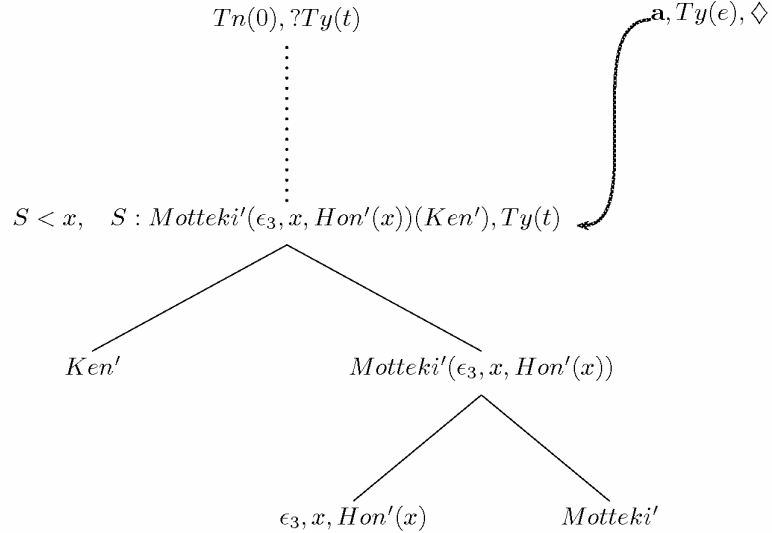 Tn(0), ?Ty(t)
a, Ty(e), ◇
S < x, S : Motteki′(ϵ₃, x, Hon′(x))(Ken′), Ty(t)
Ken′
Motteki′(ϵ₃, x, Hon′(x))
ϵ₃, x, Hon′(x)
Motteki′